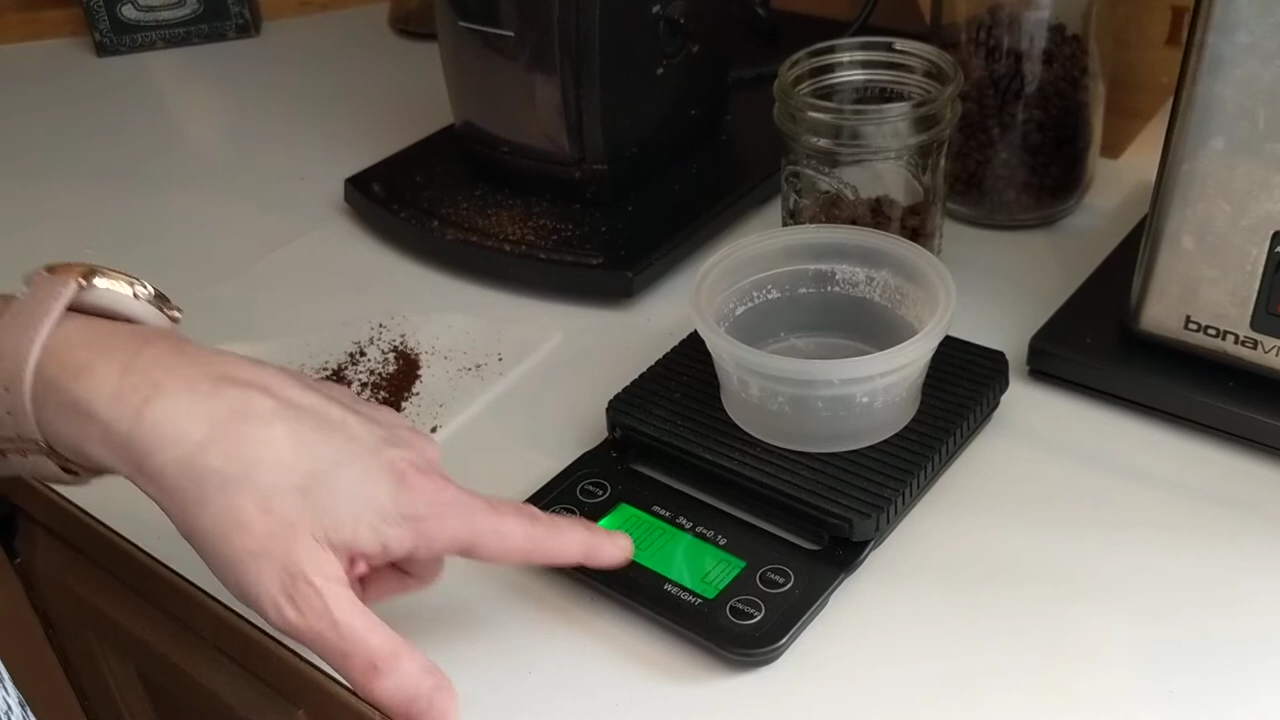 bonavi
UNITS
max: 3kg d=0.1g
TARE
WEIGHT
ON/OFF